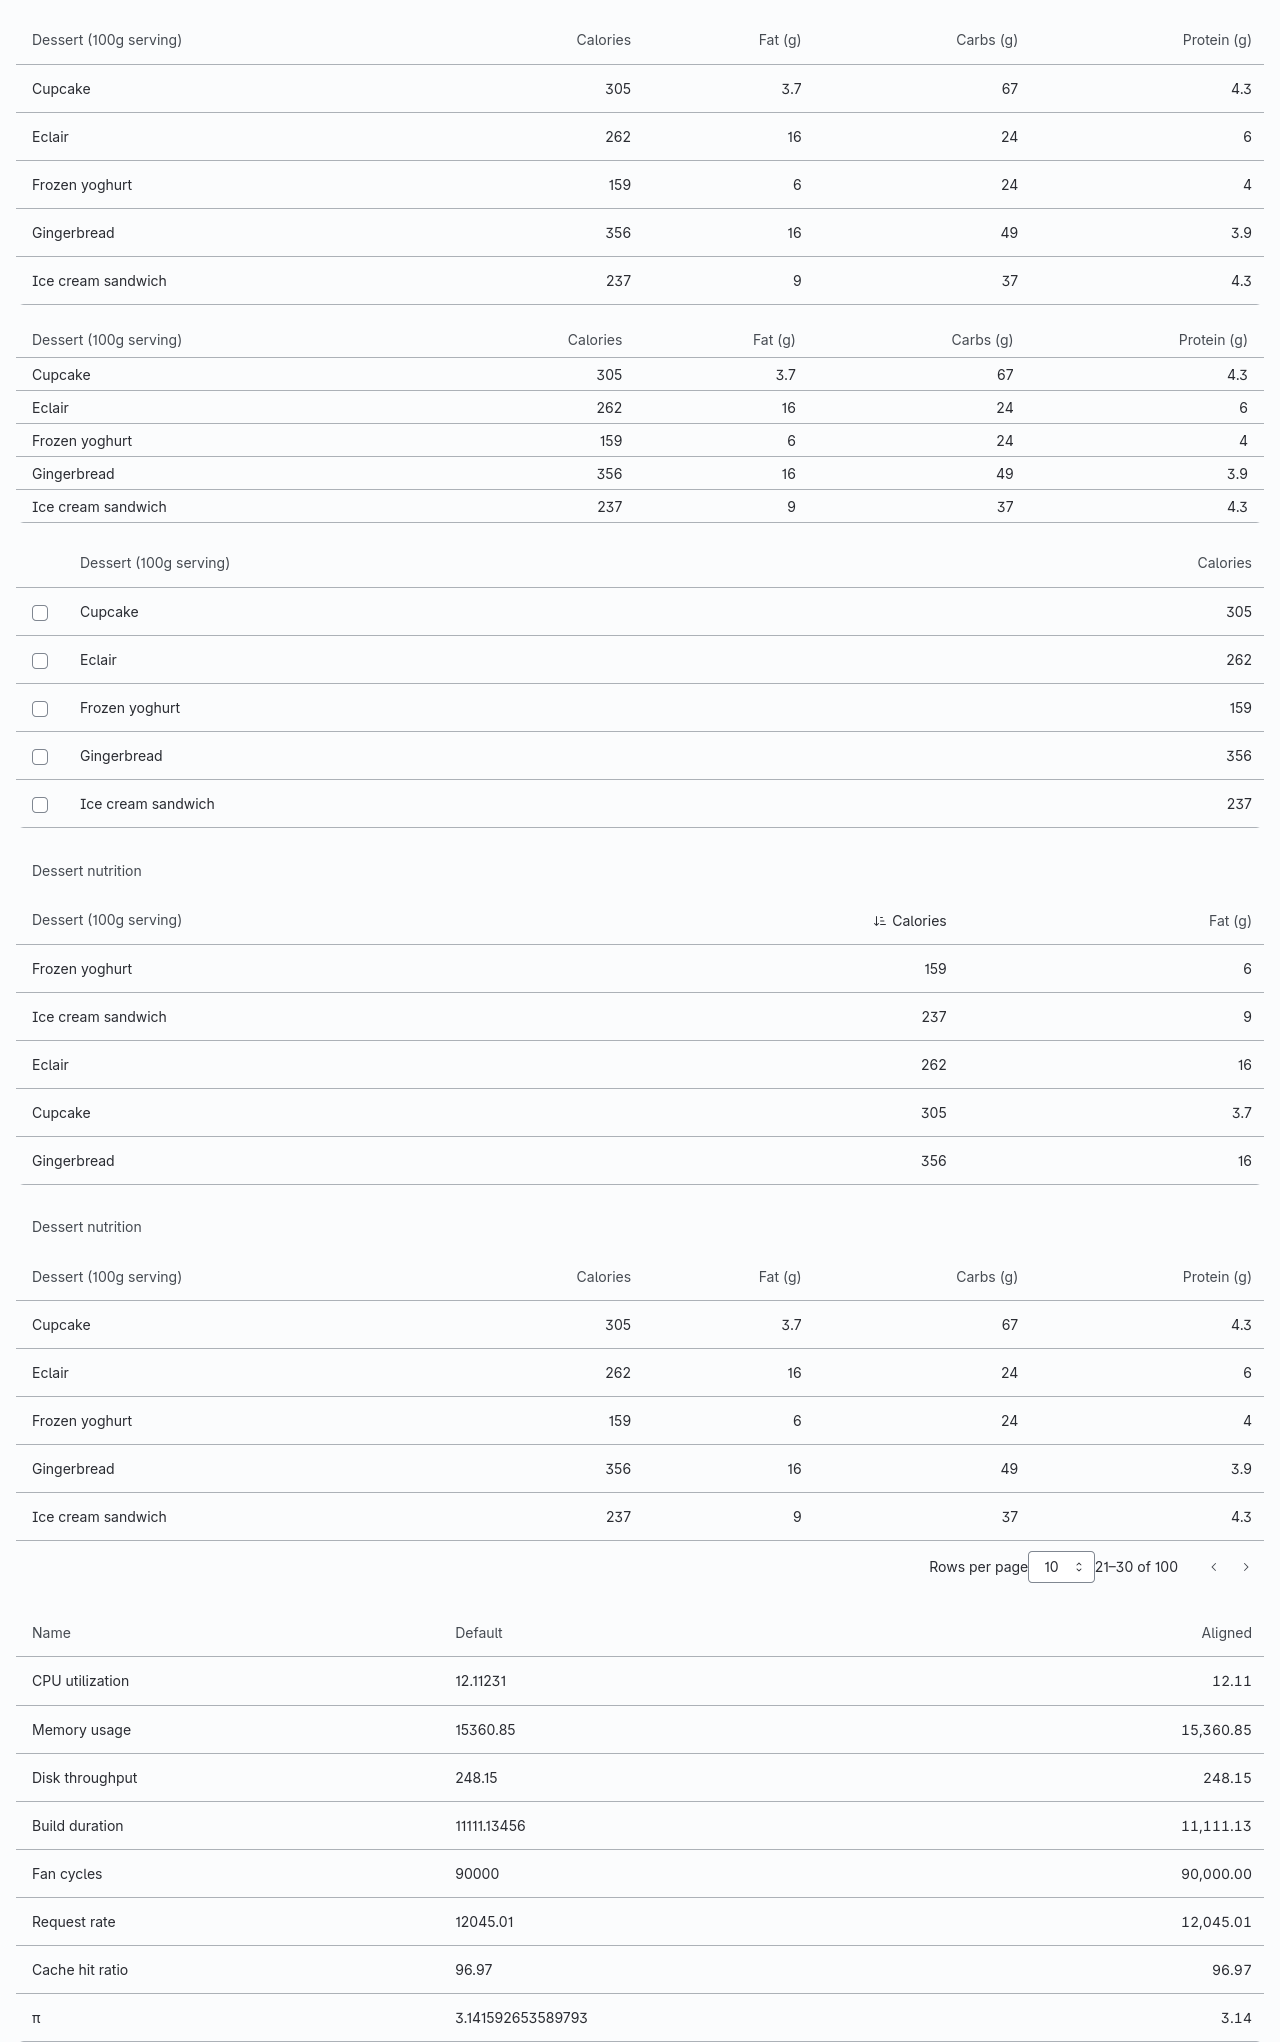 Dessert (100g serving) Calories Fat (g) Carbs (g) Protein (g)
Cupcake 305 3.7 67 4.3
Eclair 262 16 24 6
Frozen yoghurt 159 6 24 4
Gingerbread 356 16 49 3.9
Ice cream sandwich 237 9 37 4.3
Dessert (100g serving) Calories Fat (g) Carbs (g) Protein (g)
Cupcake 305 3.7 67 4.3
Eclair 262 16 24 6
Frozen yoghurt 159 6 24 4
Gingerbread 356 16 49 3.9
Ice cream sandwich 237 9 37 4.3
Dessert (100g serving) Calories
Cupcake 305
Eclair 262
Frozen yoghurt 159
Gingerbread 356
Ice cream sandwich 237
Dessert nutrition
Dessert (100g serving) Calories Fat (g)
Frozen yoghurt 159 6
Ice cream sandwich 237 9
Eclair 262 16
Cupcake 305 3.7
Gingerbread 356 16
Dessert nutrition
Dessert (100g serving) Calories Fat (g) Carbs (g) Protein (g)
Cupcake 305 3.7 67 4.3
Eclair 262 16 24 6
Frozen yoghurt 159 6 24 4
Gingerbread 356 16 49 3.9
Ice cream sandwich 237 9 37 4.3
Rows per page 10 21–30 of 100
Name Default Aligned
CPU utilization 12.11231 12.11
Memory usage 15360.85 15,360.85
Disk throughput 248.15 248.15
Build duration 11111.13456 11,111.13
Fan cycles 90000 90,000.00
Request rate 12045.01 12,045.01
Cache hit ratio 96.97 96.97
π 3.141592653589793 3.14